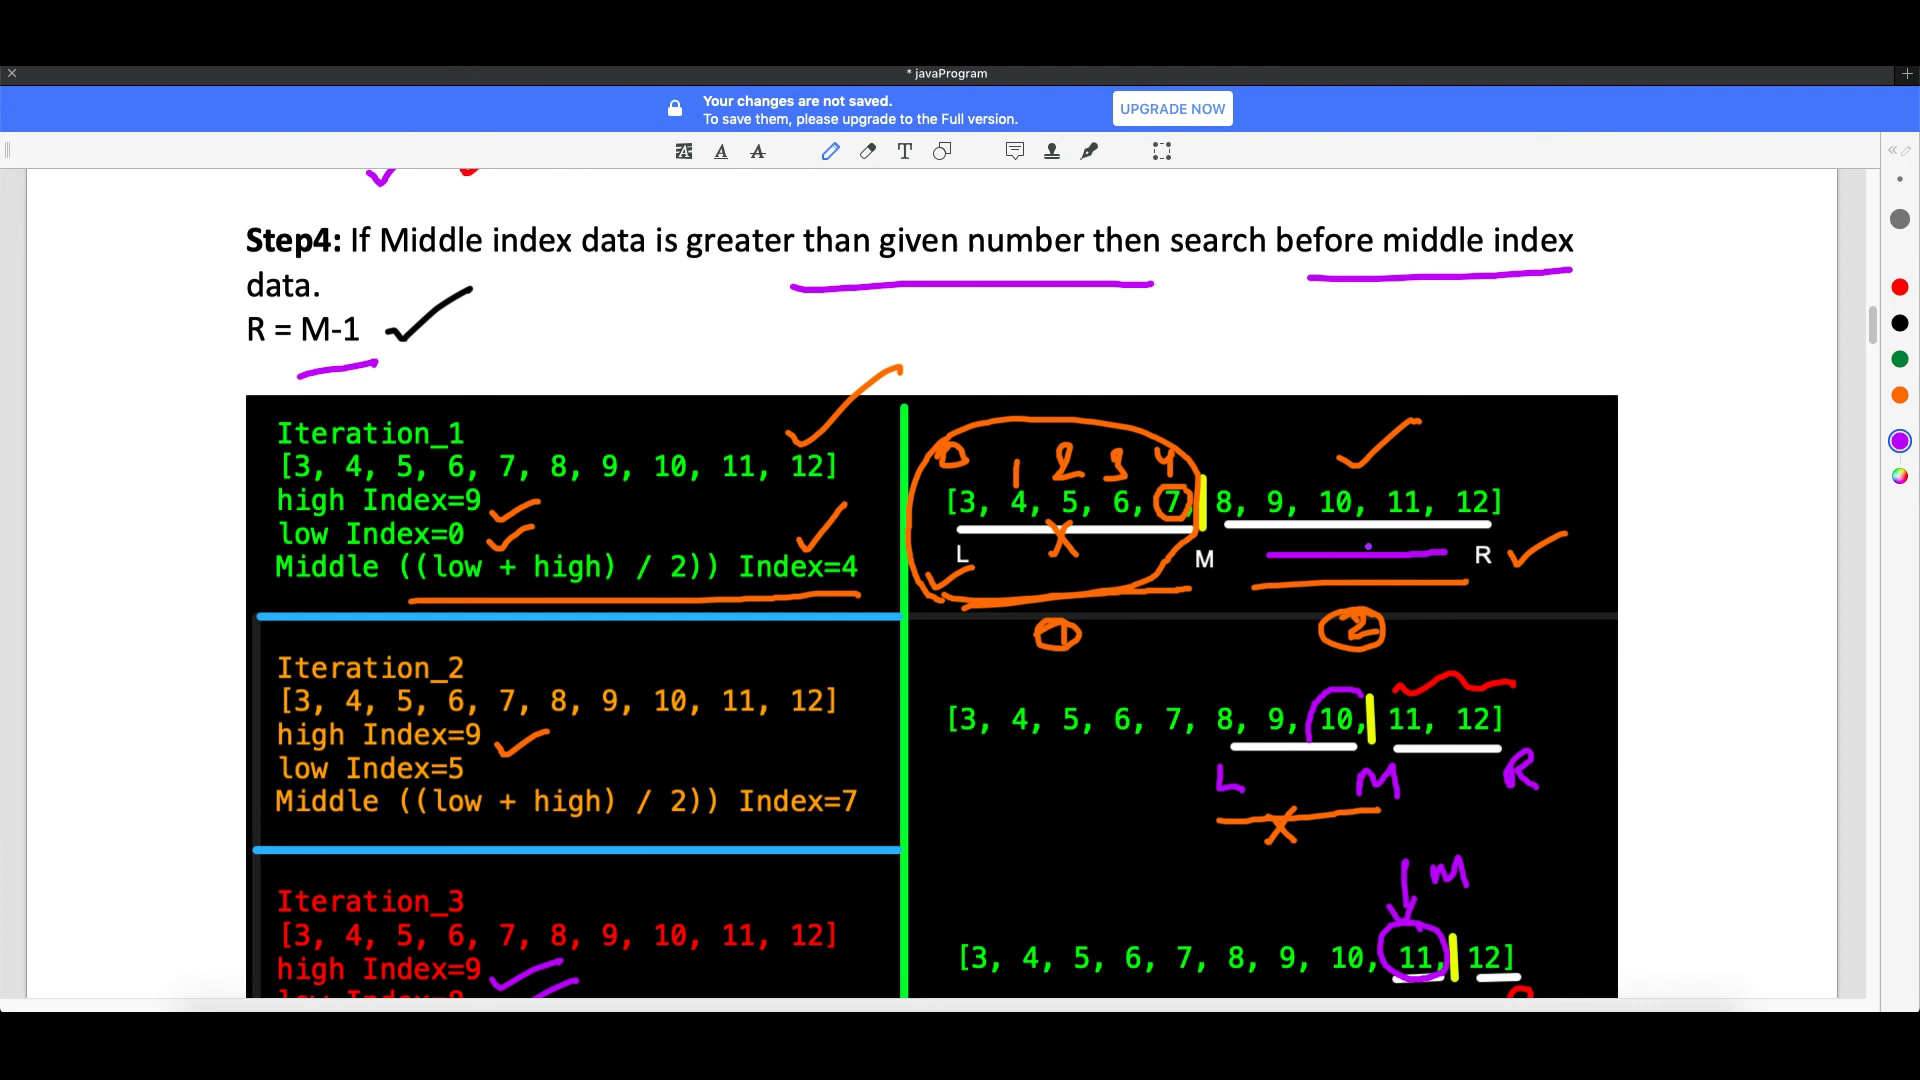 * javaProgram
Your changes are not saved.
To save them, please upgrade to the Full version.
UPGRADE NOW
Step4: If Middle index data is greater than given number then search before middle index
data.
R = M-1
Iteration_1
[3, 4, 5, 6, 7, 8, 9, 10, 11, 12]
high Index=9
low Index=0
Middle ((low + high) / 2)) Index=4
0 1 2 3 4
[3, 4, 5, 6, 7, 8, 9, 10, 11, 12]
L M R
1 2
Iteration_2
[3, 4, 5, 6, 7, 8, 9, 10, 11, 12]
high Index=9
low Index=5
Middle ((low + high) / 2)) Index=7
[3, 4, 5, 6, 7, 8, 9, 10, 11, 12]
L M R
Iteration_3
[3, 4, 5, 6, 7, 8, 9, 10, 11, 12]
high Index=9
M
[3, 4, 5, 6, 7, 8, 9, 10, 11, 12]